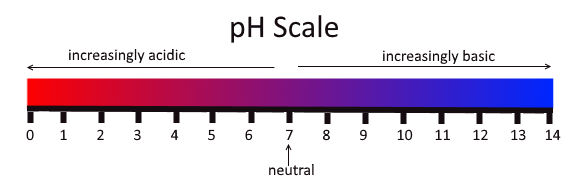 pH Scale
increasingly acidic
increasingly basic
0 1 2 3 4 5 6 7 8 9 10 11 12 13 14
neutral